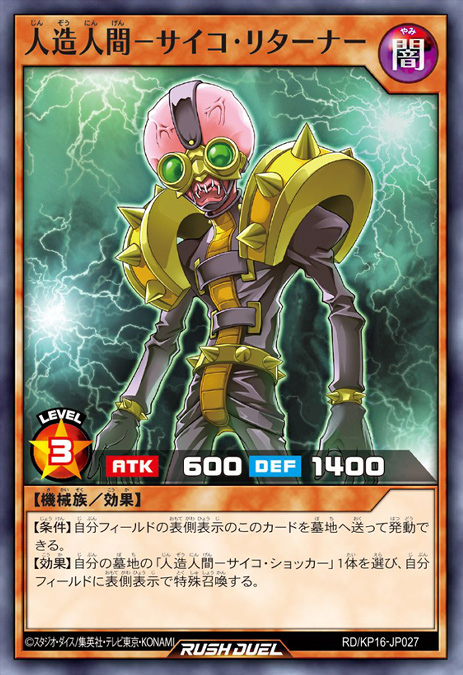 人造人間－サイコ・リターナー
闇
LEVEL
3
ATK 600 DEF 1400
【機械族／効果】
【条件】自分フィールドの表側表示のこのカードを墓地へ送って発動で
きる。
【効果】自分の墓地の「人造人間－サイコ・ショッカー」1体を選び、自分
フィールドに表側表示で特殊召喚する。
©スタジオ・ダイス/集英社・テレビ東京・KONAMI
RUSH DUEL
RD/KP16-JP027